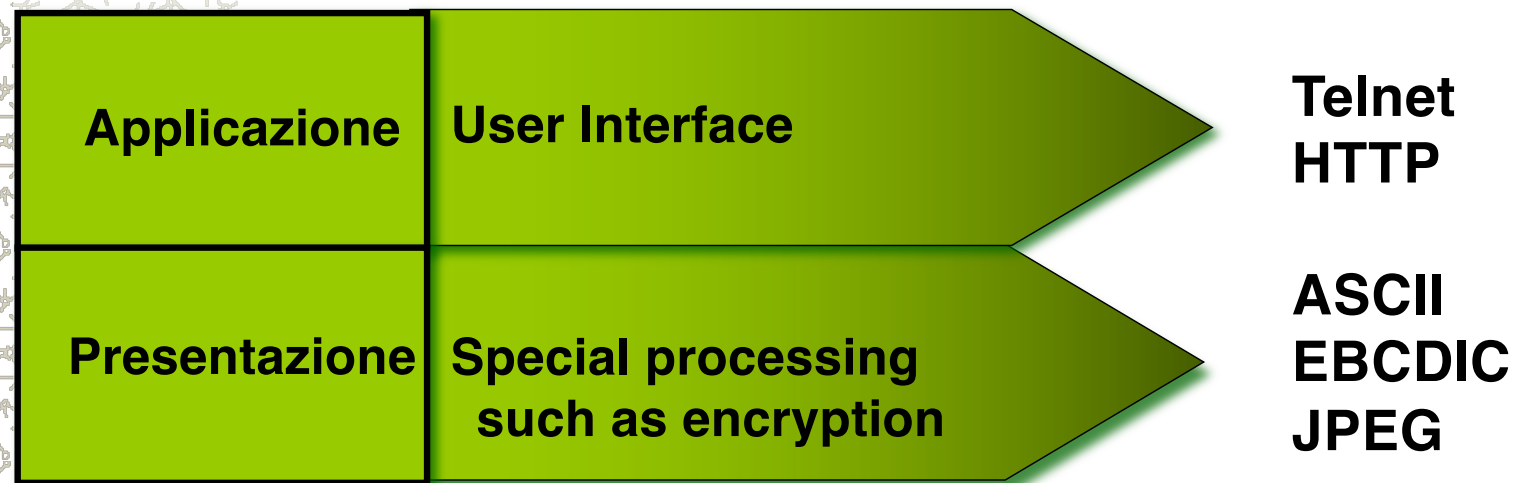 Applicazione
User Interface
Telnet
HTTP
Presentazione
Special processing
such as encryption
ASCII
EBCDIC
JPEG